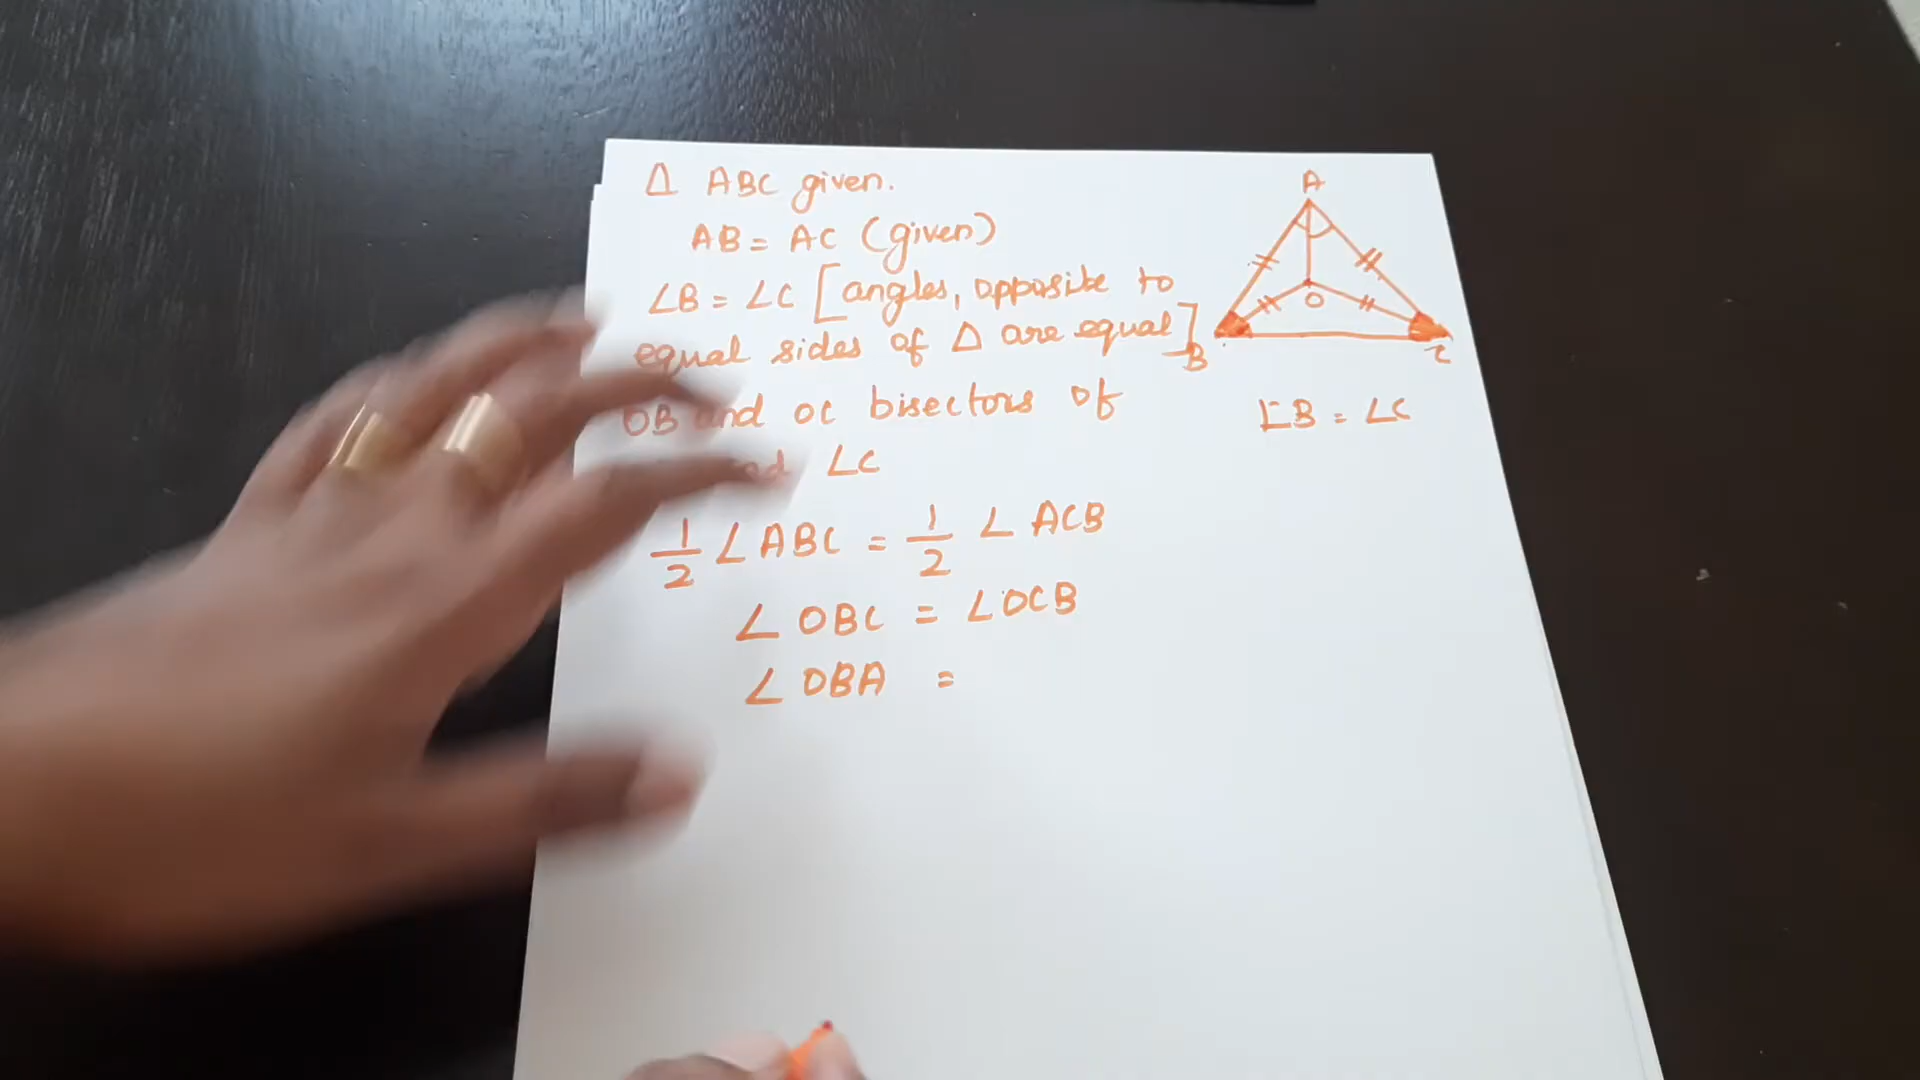 Δ ABC given.
AB = AC (given)
∠B = ∠C [angles, opposite to
equal sides of Δ are equal]
OB and OC bisectors of
∠C
1/2 ∠ABC = 1/2 ∠ACB
∠OBC = ∠OCB
∠OBA =
A
O
B
C
∠B = ∠C